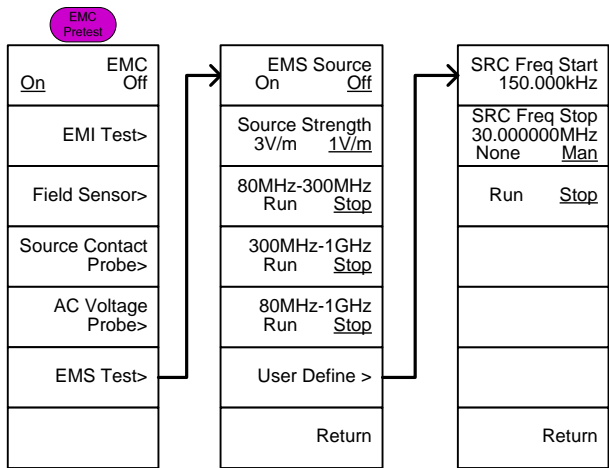 EMC
Pretest
EMC
On Off
EMI Test>
Field Sensor>
Source Contact
Probe>
AC Voltage
Probe>
EMS Test>
EMS Source
On Off
Source Strength
3V/m 1V/m
80MHz-300MHz
Run Stop
300MHz-1GHz
Run Stop
80MHz-1GHz
Run Stop
User Define >
Return
SRC Freq Start
150.000kHz
SRC Freq Stop
30.000000MHz
None Man
Run Stop
Return